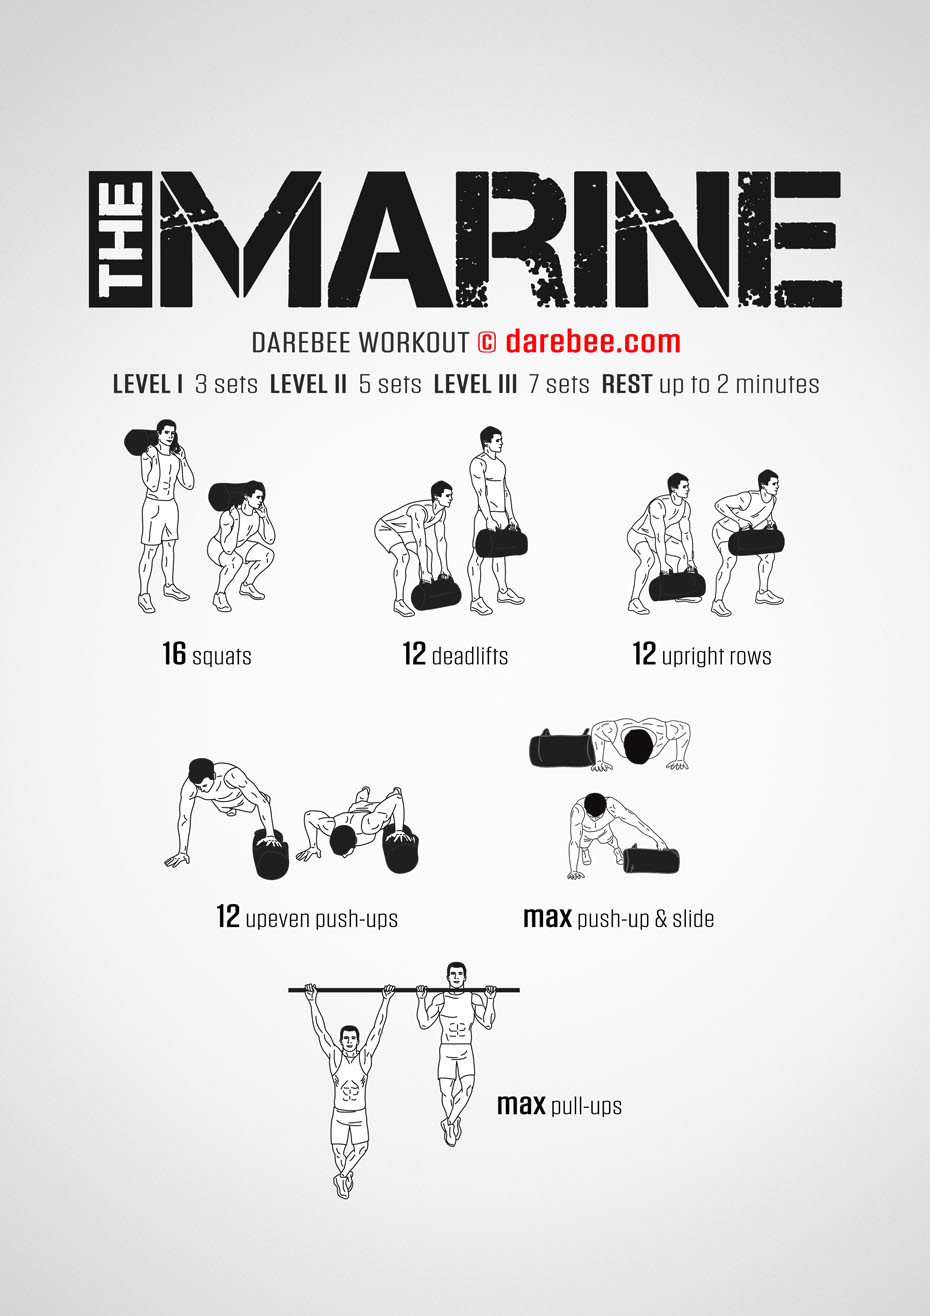 THE MARINE
DAREBEE WORKOUT © darebee.com
LEVEL I 3 sets LEVEL II 5 sets LEVEL III 7 sets REST up to 2 minutes
16 squats
12 deadlifts
12 upright rows
12 upeven push-ups
max push-up & slide
max pull-ups